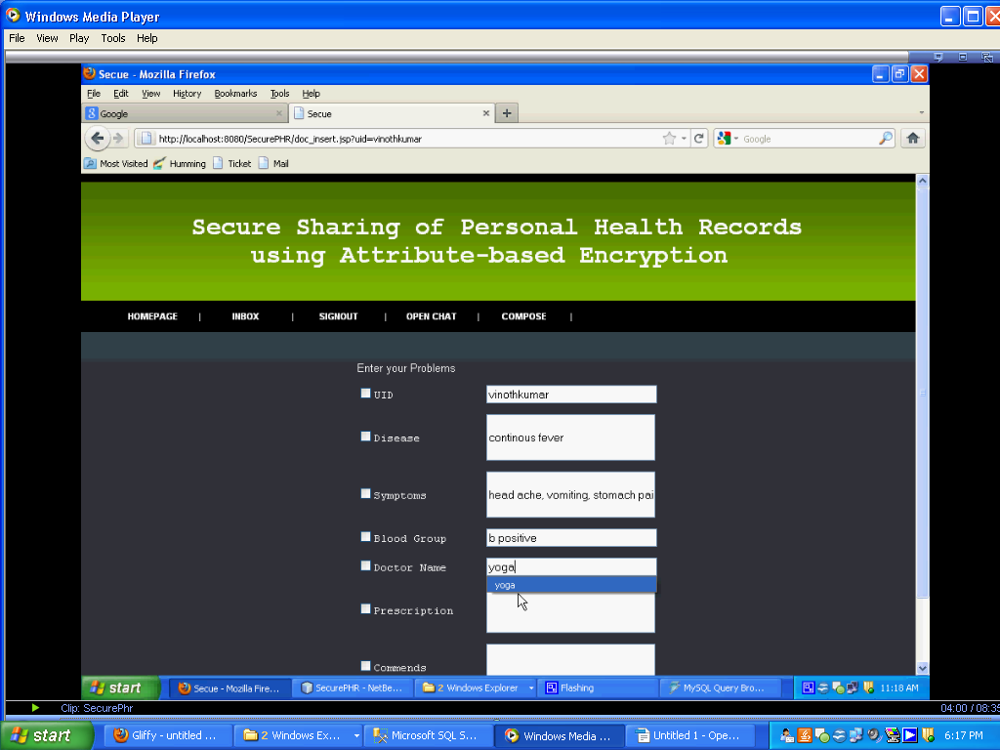 Windows Media Player
File View Play Tools Help
Secue - Mozilla Firefox
File Edit View History Bookmarks Tools Help
Google
Secue
http://localhost:8080/SecurePHR/doc_insert.jsp?uid=vinothkumar
Google
Most Visited Humming Ticket Mail
Secure Sharing of Personal Health Records
using Attribute-based Encryption
HOMEPAGE | INBOX | SIGNOUT | OPEN CHAT | COMPOSE |
Enter your Problems
UID vinothkumar
Disease continous fever
Symptoms head ache, vomiting, stomach pai
Blood Group b positive
Doctor Name yoga
yoga
Prescription
Commends
start Secue - Mozilla Fire... SecurePHR - NetBe... 2 Windows Explorer Flashing MySQL Query Bro... 11:18 AM
Clip: SecurePhr 04:00 / 08:35
start Gliffy - untitled ... 2 Windows Ex... Microsoft SQL S... Windows Media ... Untitled 1 - Ope... 6:17 PM